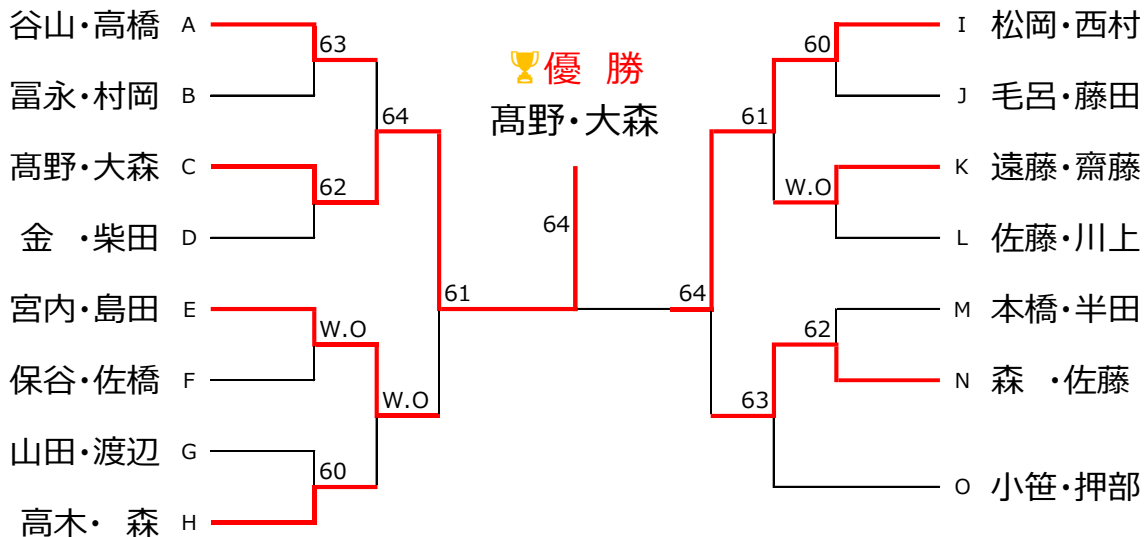 谷山・高橋 A
冨永・村岡 B
髙野・大森 C
金　・柴田 D
宮内・島田 E
保谷・佐橋 F
山田・渡辺 G
高木・　森 H
63
62
W.O
60
64
W.O
61
優 勝
髙野・大森
64
64
61
63
60
W.O
62
I 松岡・西村
J 毛呂・藤田
K 遠藤・齋藤
L 佐藤・川上
M 本橋・半田
N 森　・佐藤
O 小笹・押部